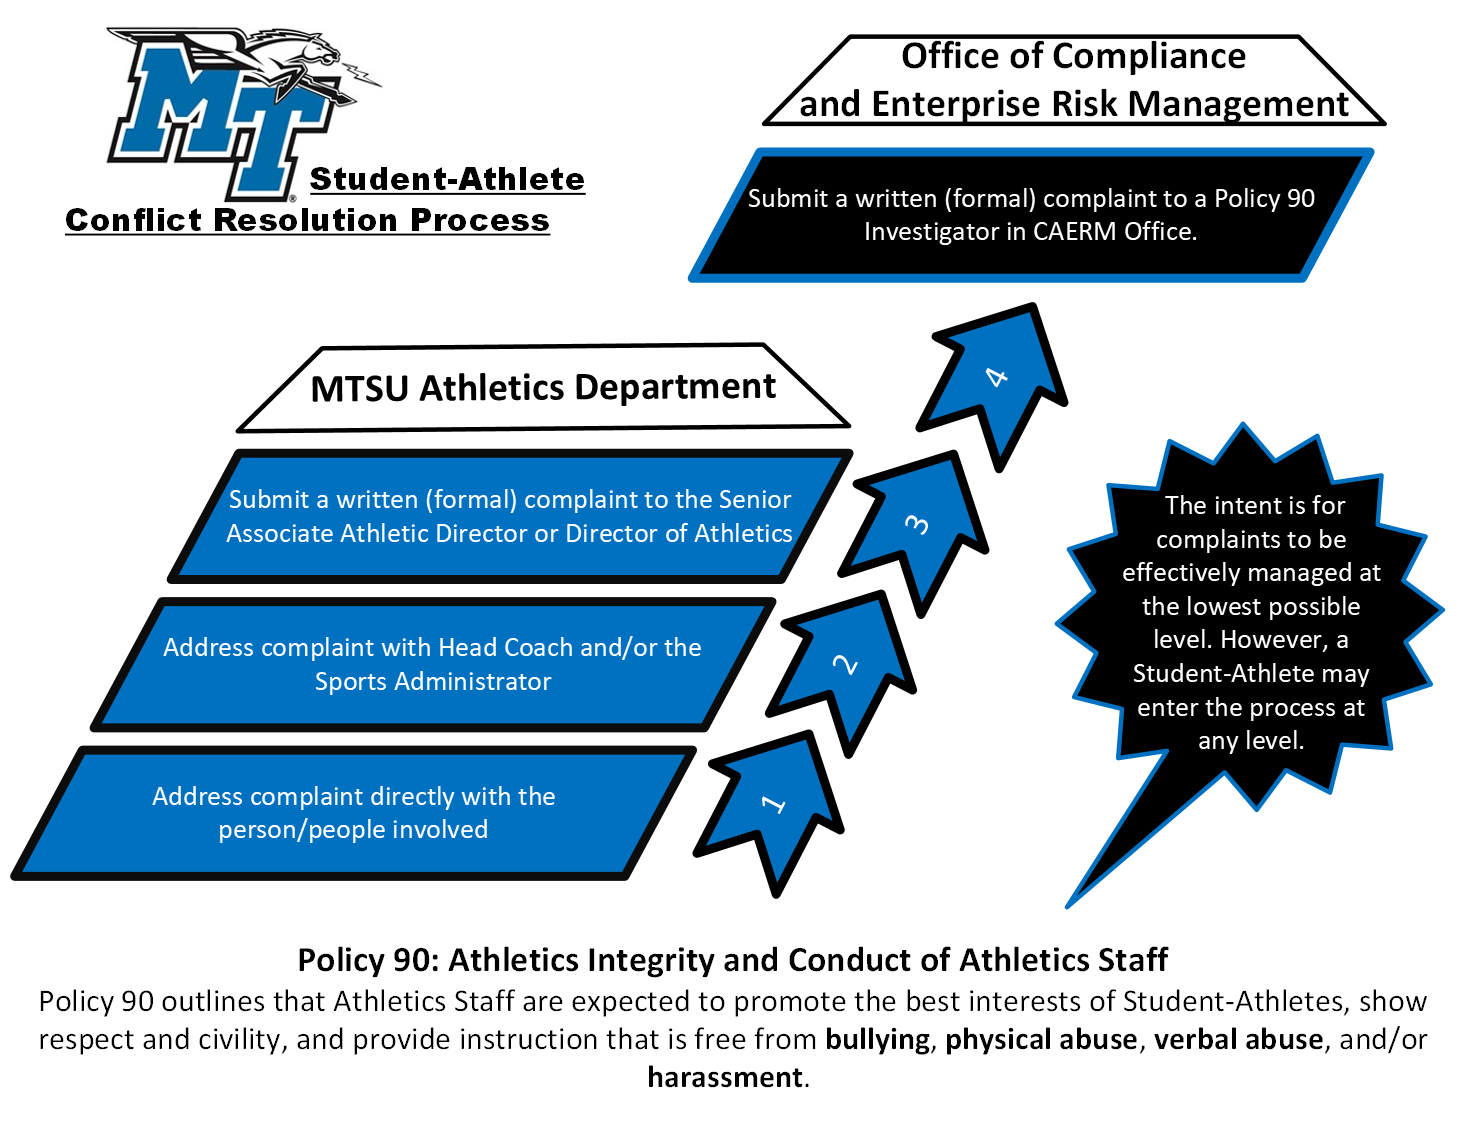 MT
®
Student-Athlete
Conflict Resolution Process
Office of Compliance
and Enterprise Risk Management
Submit a written (formal) complaint to a Policy 90
Investigator in CAERM Office.
4
MTSU Athletics Department
Submit a written (formal) complaint to the Senior
Associate Athletic Director or Director of Athletics
3
Address complaint with Head Coach and/or the
Sports Administrator
2
Address complaint directly with the
person/people involved
1
The intent is for
complaints to be
effectively managed at
the lowest possible
level. However, a
Student-Athlete may
enter the process at
any level.
Policy 90: Athletics Integrity and Conduct of Athletics Staff
Policy 90 outlines that Athletics Staff are expected to promote the best interests of Student-Athletes, show
respect and civility, and provide instruction that is free from bullying, physical abuse, verbal abuse, and/or
harassment.